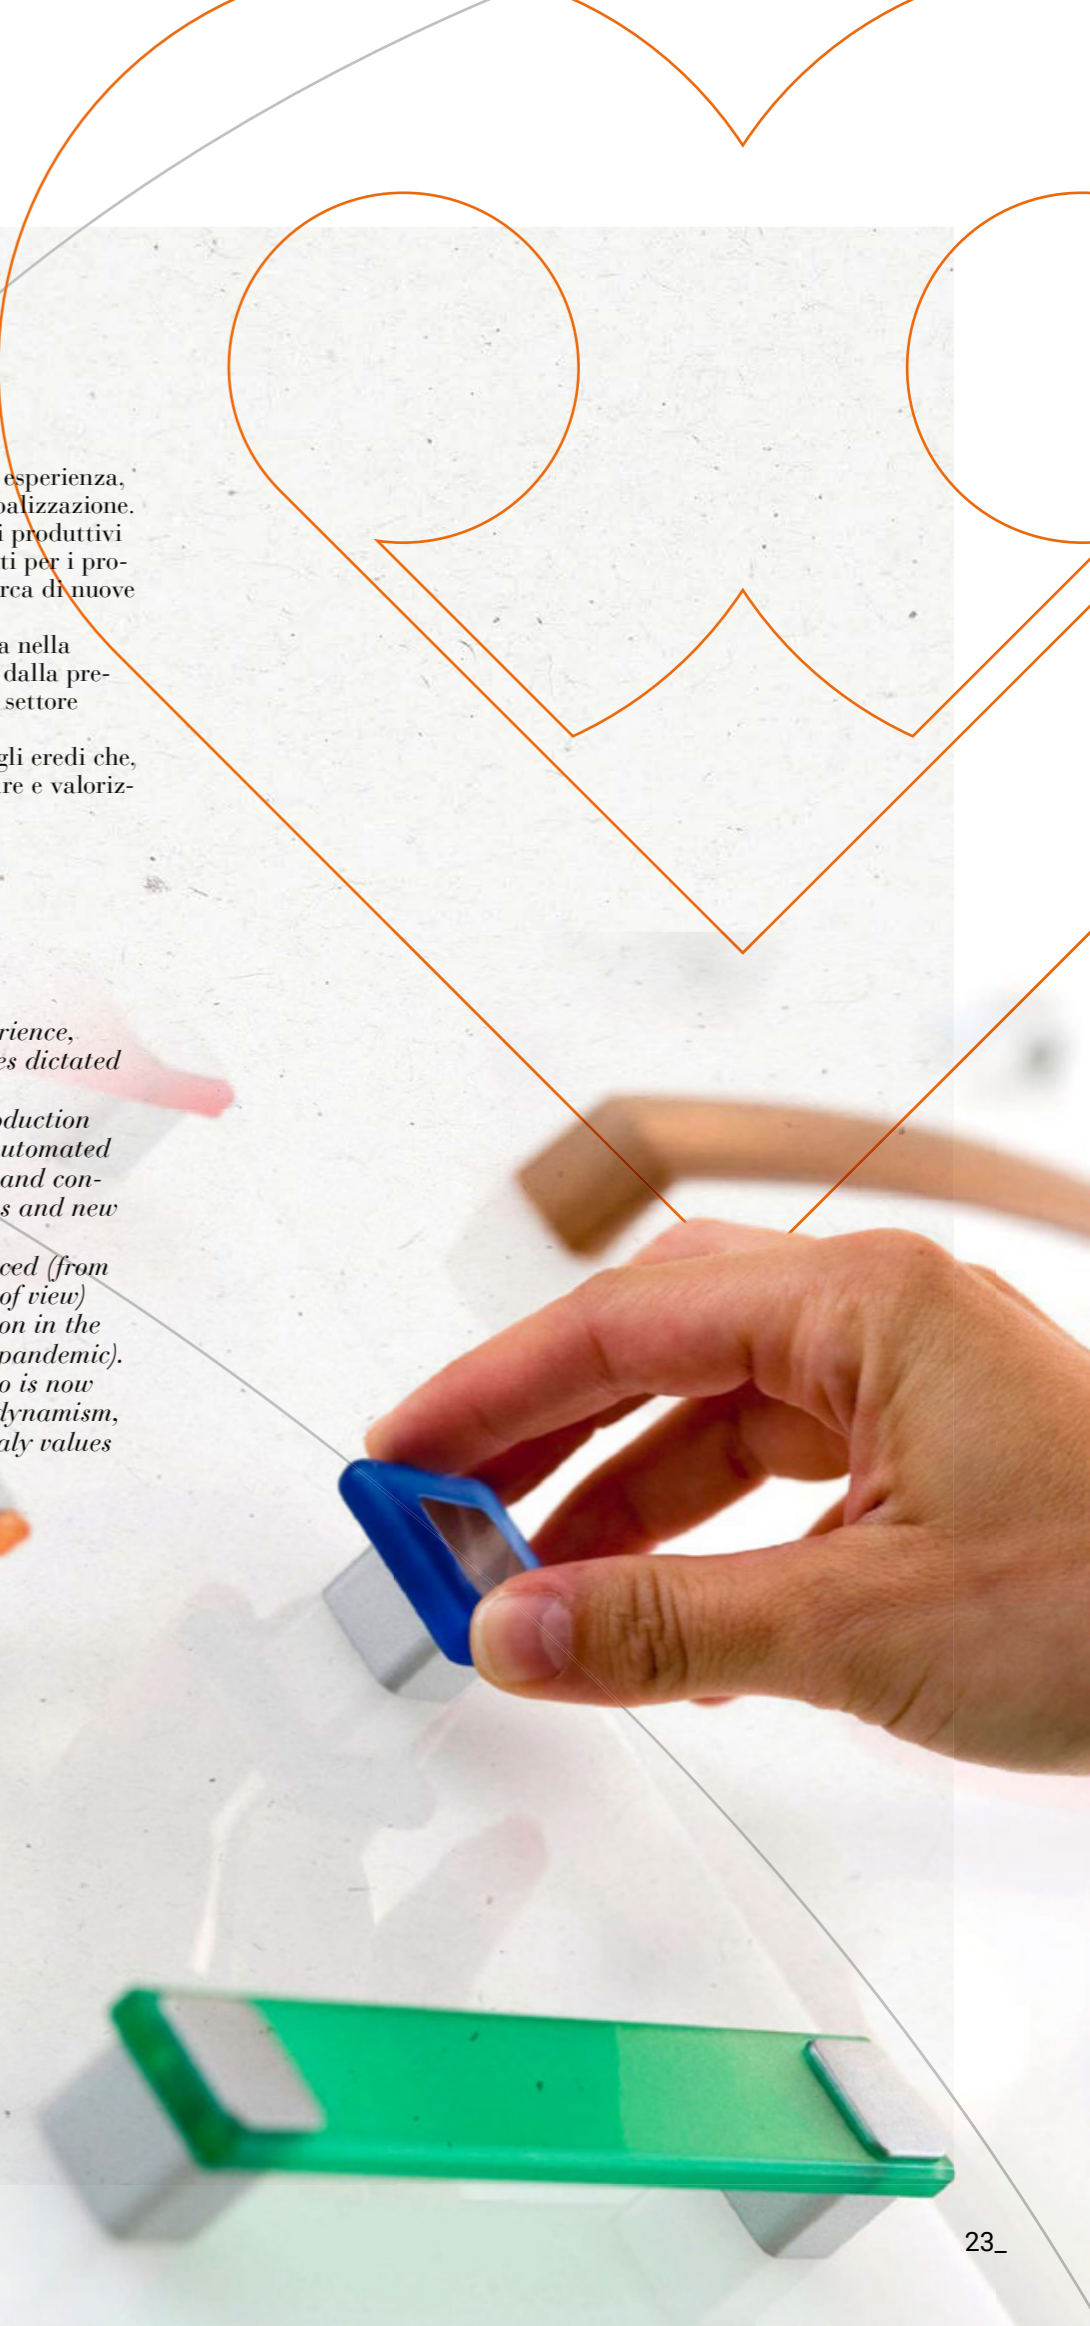 esperienza,
balizzazione.
i produttivi
ti per i pro-
rca di nuove
a nella
dalla pre-
settore
gli eredi che,
re e valoriz-
rience,
es dictated
oduction
utomated
and con-
s and new
ced (from
of view)
on in the
pandemic).
o is now
dynamism,
aly values
23_